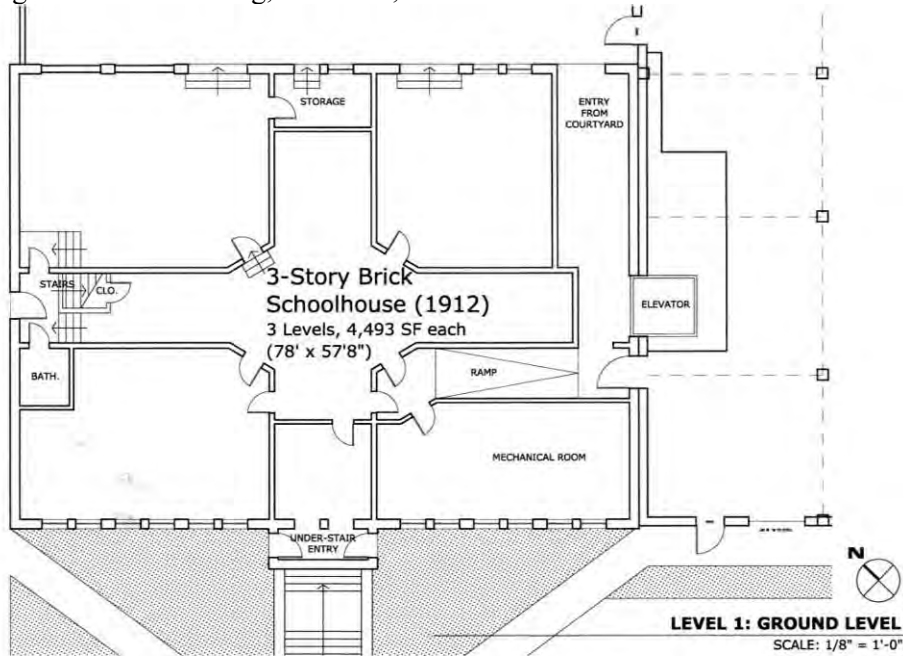 STORAGE
ENTRY
FROM
COURTYARD
3-Story Brick
Schoolhouse (1912)
3 Levels, 4,493 SF each
(78' x 57'8")
STAIRS
CLO.
ELEVATOR
BATH.
RAMP
MECHANICAL ROOM
UNDER-STAIR
ENTRY
N
LEVEL 1: GROUND LEVEL
SCALE: 1/8" = 1'-0"